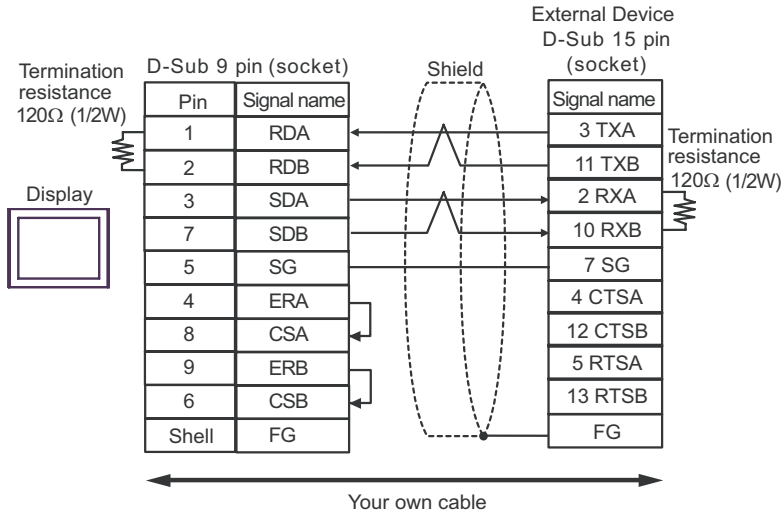 External Device
D-Sub 15 pin
(socket)
D-Sub 9 pin (socket)
Shield
Termination
resistance
120Ω (1/2W)
Pin Signal name
Signal name
1 RDA
3 TXA
2 RDB
11 TXB
Termination
resistance
120Ω (1/2W)
Display
3 SDA
2 RXA
7 SDB
10 RXB
5 SG
7 SG
4 ERA
4 CTSA
8 CSA
12 CTSB
9 ERB
5 RTSA
6 CSB
13 RTSB
Shell FG
FG
Your own cable